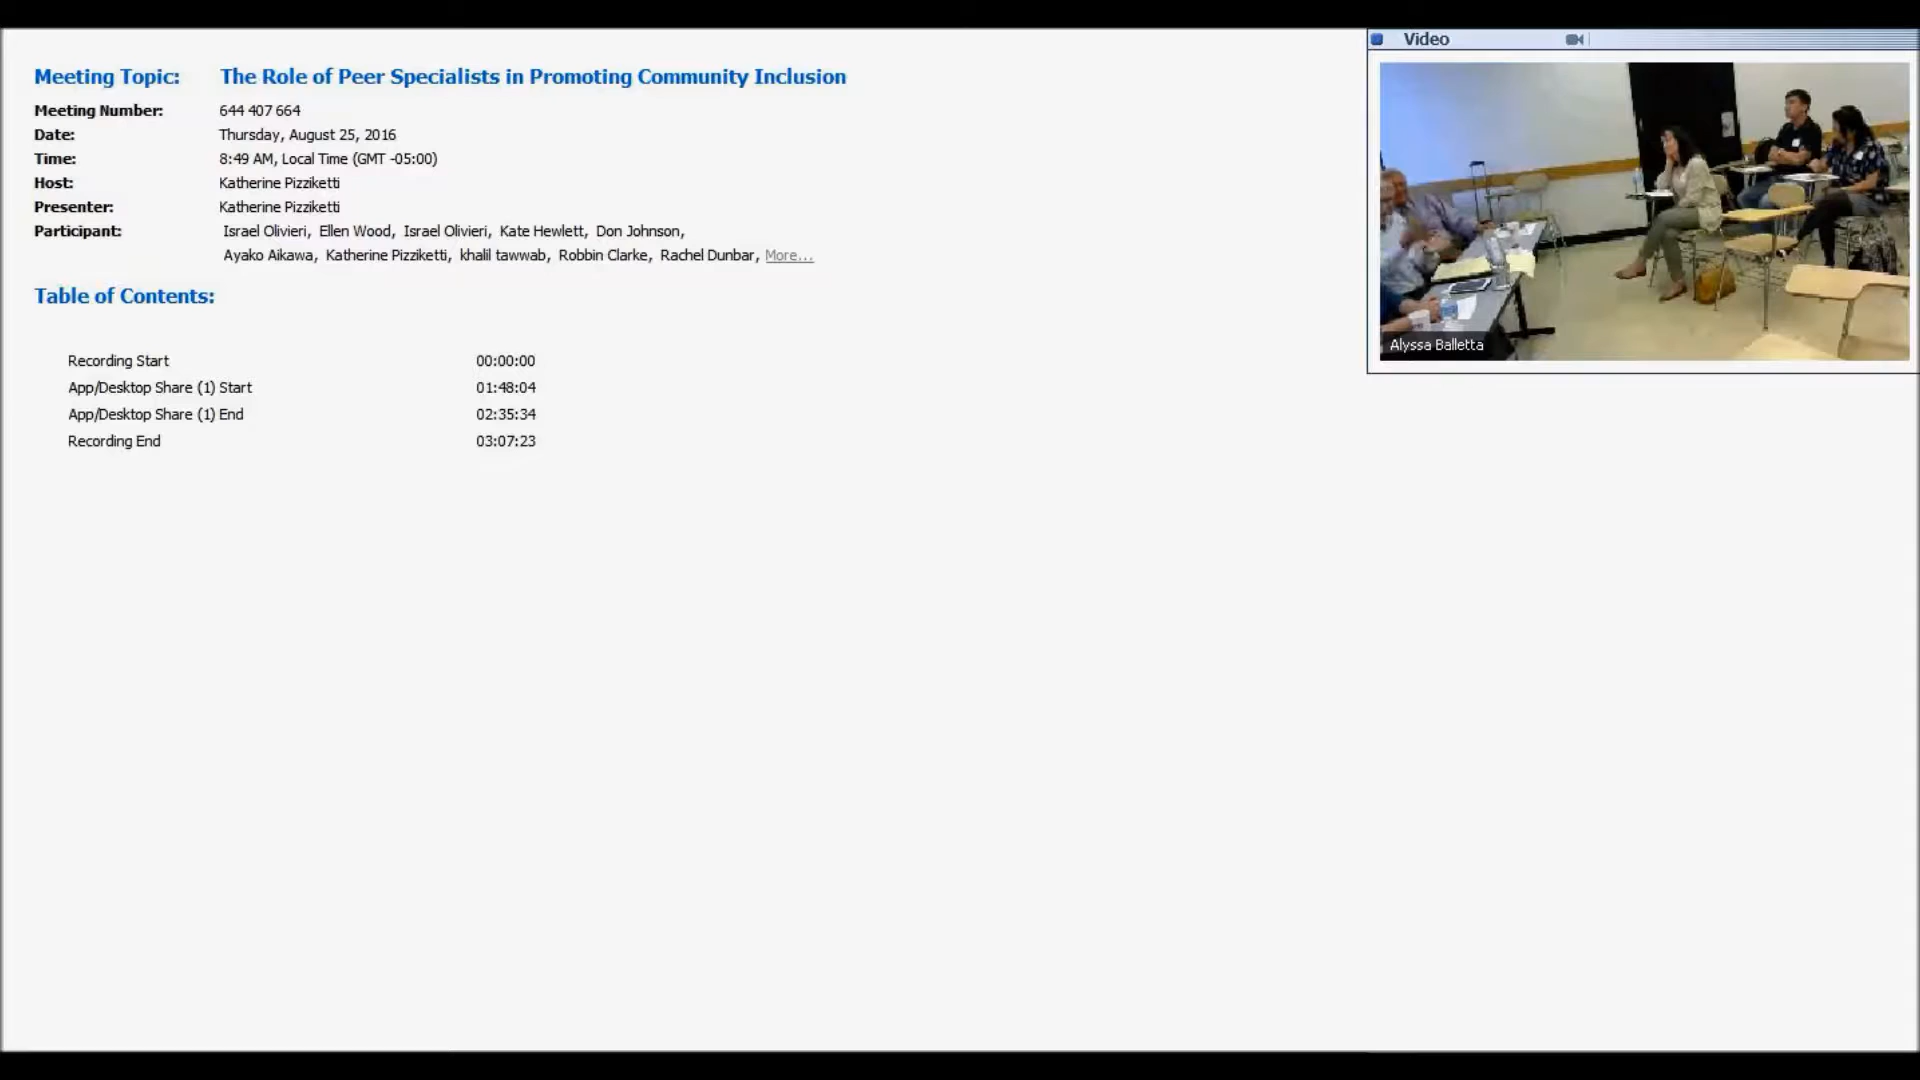 Meeting Topic: The Role of Peer Specialists in Promoting Community Inclusion
Meeting Number: 644 407 664
Date: Thursday, August 25, 2016
Time: 8:49 AM, Local Time (GMT -05:00)
Host: Katherine Pizziketti
Presenter: Katherine Pizziketti
Participant: Israel Olivieri, Ellen Wood, Israel Olivieri, Kate Hewlett, Don Johnson,
Ayako Aikawa, Katherine Pizziketti, khalil tawwab, Robbin Clarke, Rachel Dunbar, More...
Table of Contents:
Recording Start 00:00:00
App/Desktop Share (1) Start 01:48:04
App/Desktop Share (1) End 02:35:34
Recording End 03:07:23
Video
Alyssa Balletta